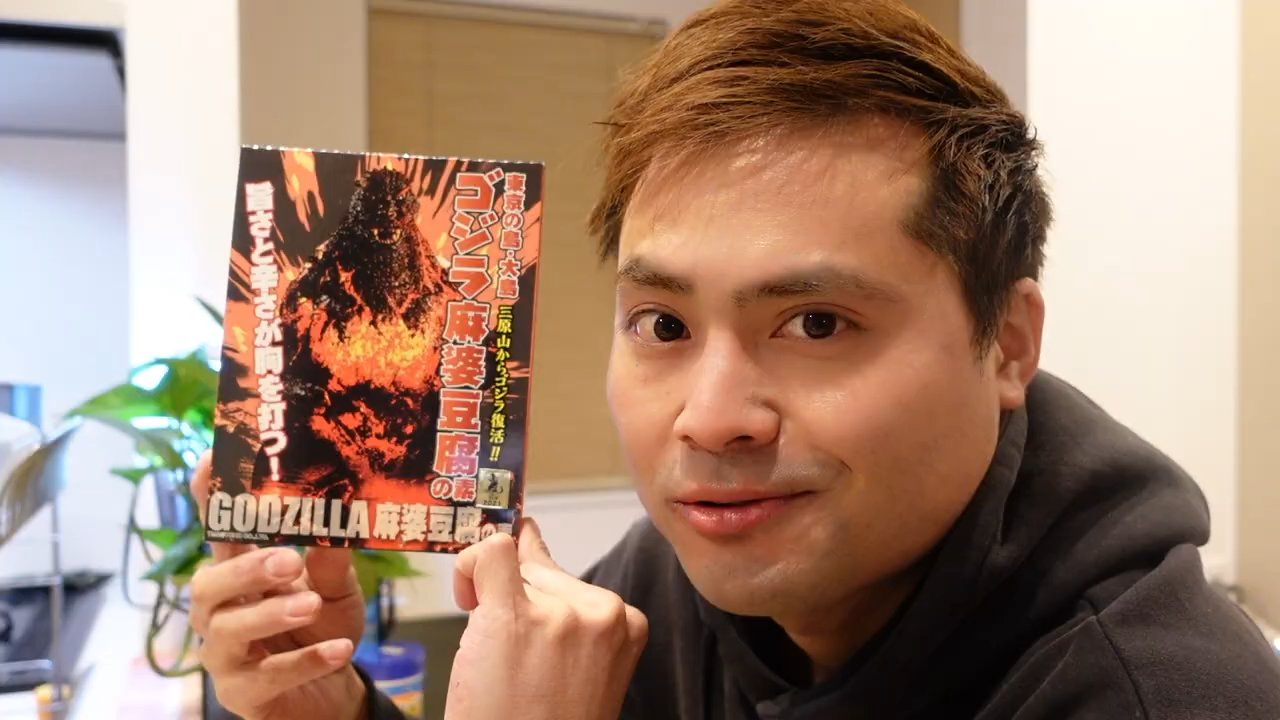 東京の島・大島
三原山からゴジラ復活!!
ゴジラ麻婆豆腐の素
旨さと辛さが胸を打つ！
GODZILLA 麻婆豆腐の